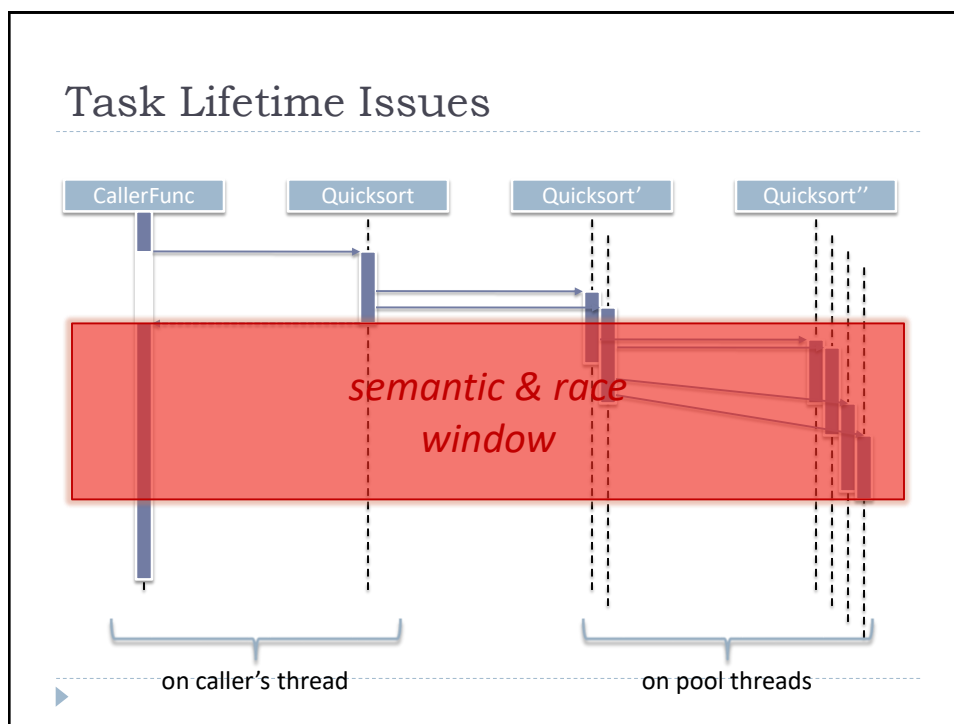 Task Lifetime Issues
CallerFunc
Quicksort
Quicksort’
Quicksort’’
semantic & race
window
on caller’s thread
on pool threads